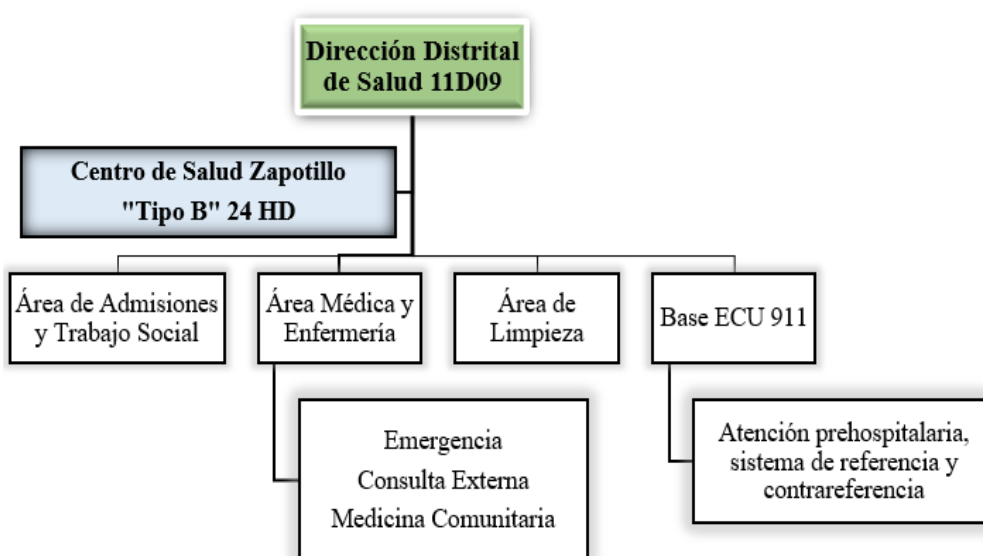 Dirección Distrital
de Salud 11D09
Centro de Salud Zapotillo
"Tipo B" 24 HD
Área de Admisiones
y Trabajo Social
Área Médica y
Enfermería
Área de
Limpieza
Base ECU 911
Emergencia
Consulta Externa
Medicina Comunitaria
Atención prehospitalaria,
sistema de referencia y
contrareferencia